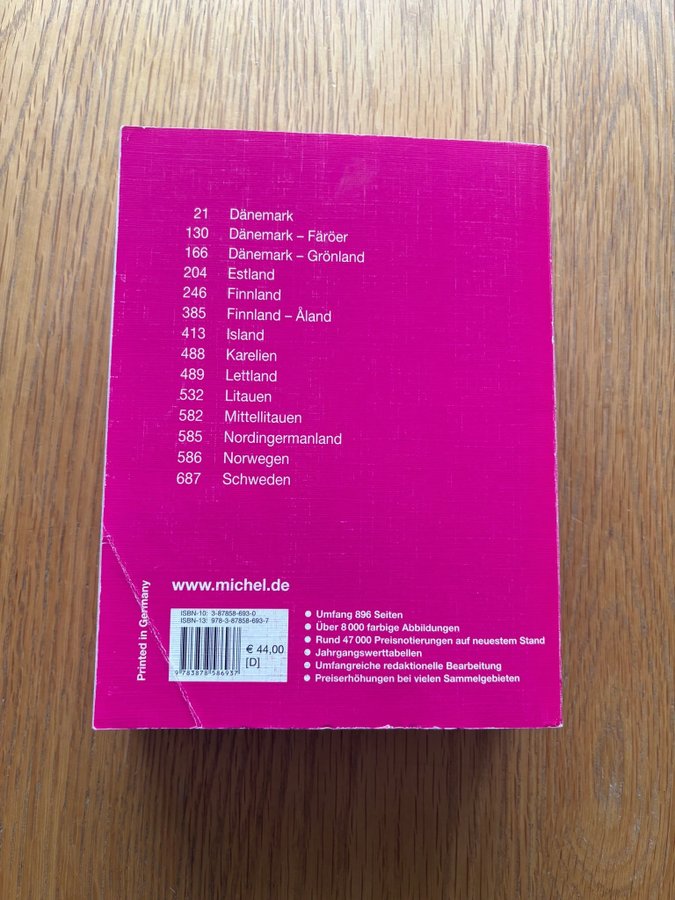 21 Dänemark
130 Dänemark – Färöer
166 Dänemark – Grönland
204 Estland
246 Finnland
385 Finnland – Åland
413 Island
488 Karelien
489 Lettland
532 Litauen
582 Mittellitauen
585 Nordingermanland
586 Norwegen
687 Schweden
www.michel.de
Printed in Germany
ISBN-10: 3-87858-693-0
ISBN-13: 978-3-87858-693-7
€ 44,00
[D]
9 783878 586937
● Umfang 896 Seiten
● Über 8 000 farbige Abbildungen
● Rund 47 000 Preisnotierungen auf neuestem Stand
● Jahrgangswerttabellen
● Umfangreiche redaktionelle Bearbeitung
● Preiserhöhungen bei vielen Sammelgebieten